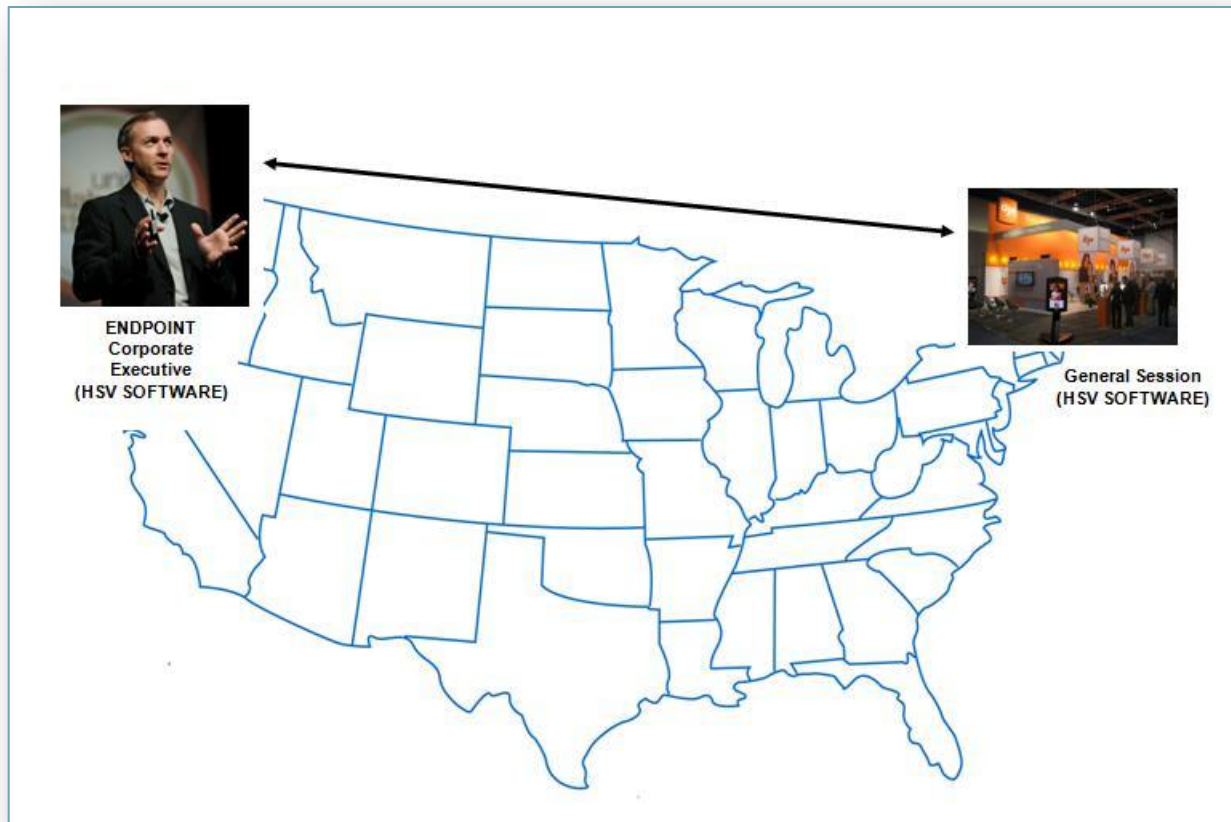 ENDPOINT
Corporate
Executive
(HSV SOFTWARE)
General Session
(HSV SOFTWARE)